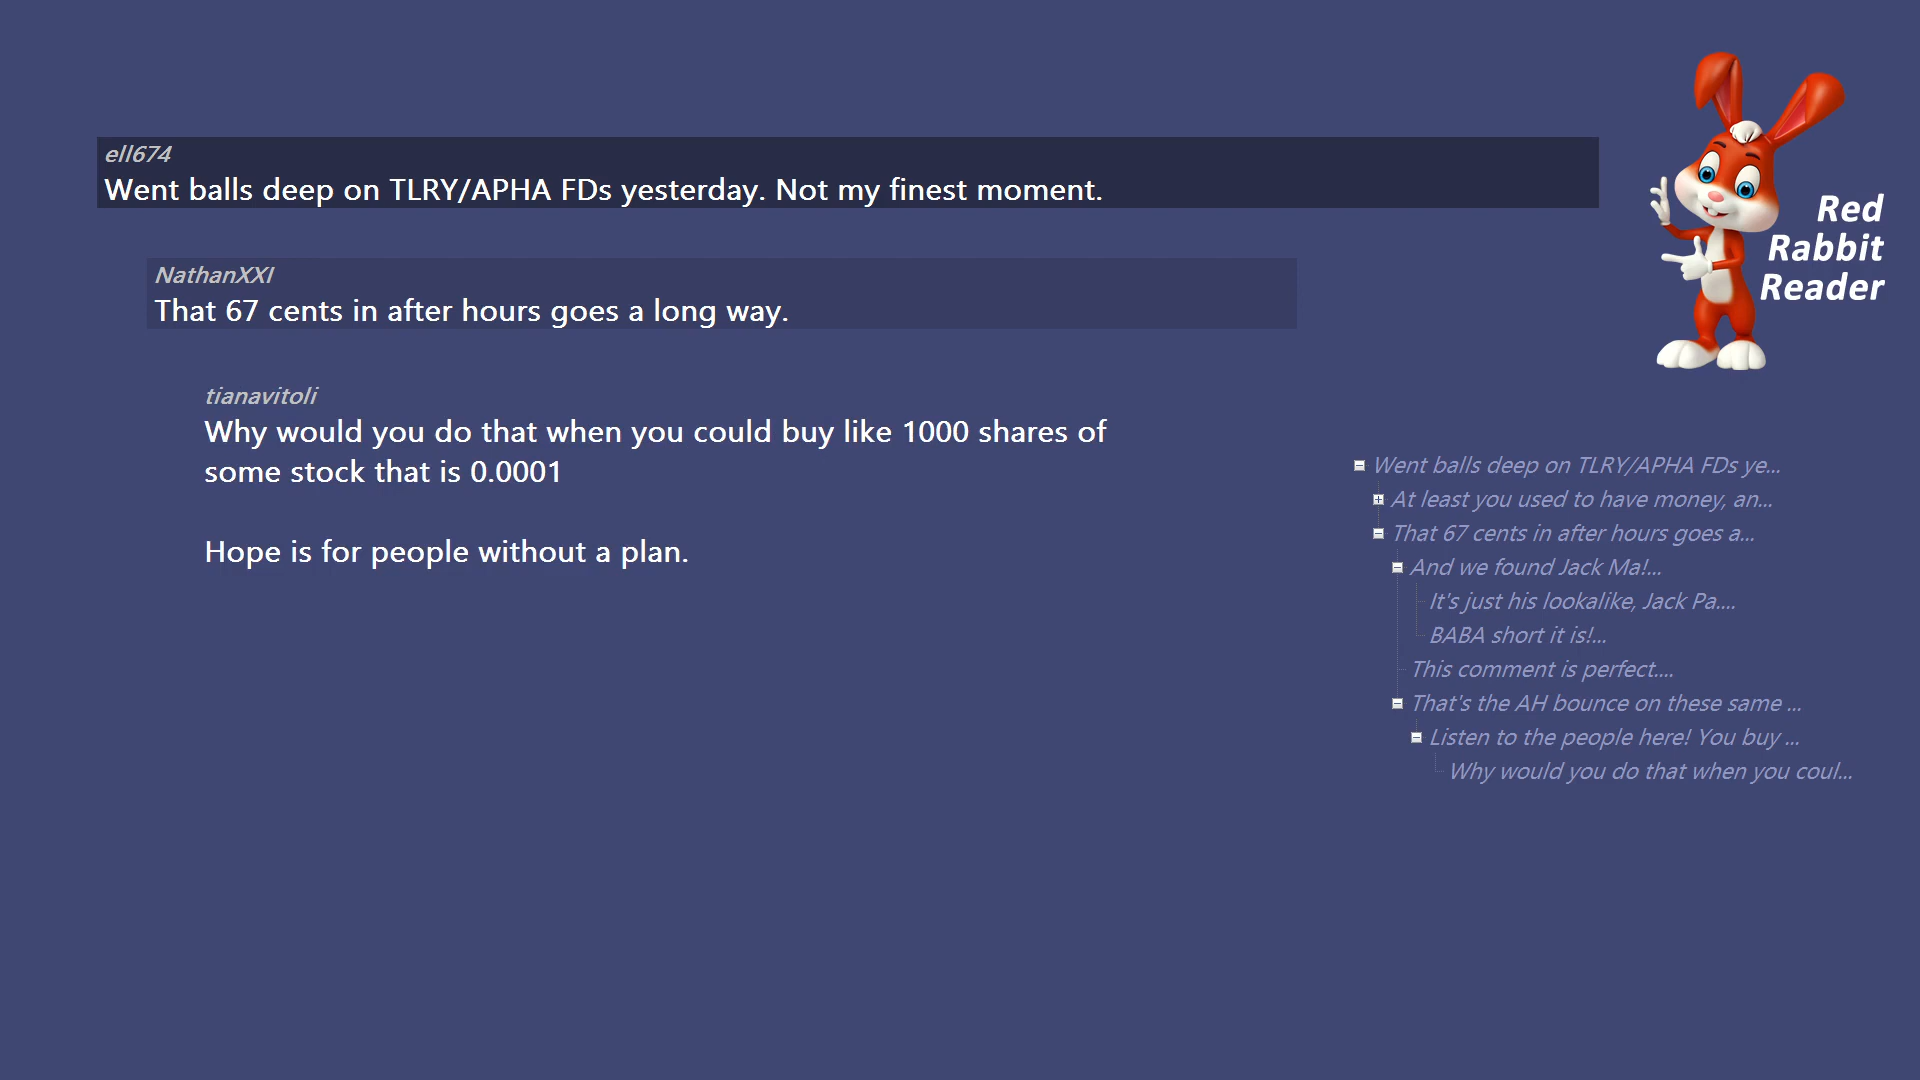 ell674
Went balls deep on TLRY/APHA FDs yesterday. Not my finest moment.
NathanXXI
That 67 cents in after hours goes a long way.
tianavitoli
Why would you do that when you could buy like 1000 shares of
some stock that is 0.0001
Hope is for people without a plan.
Red
Rabbit
Reader
Went balls deep on TLRY/APHA FDs ye...
At least you used to have money, an...
That 67 cents in after hours goes a...
And we found Jack Ma!...
It's just his lookalike, Jack Pa....
BABA short it is!...
This comment is perfect....
That's the AH bounce on these same ...
Listen to the people here! You buy ...
Why would you do that when you coul...